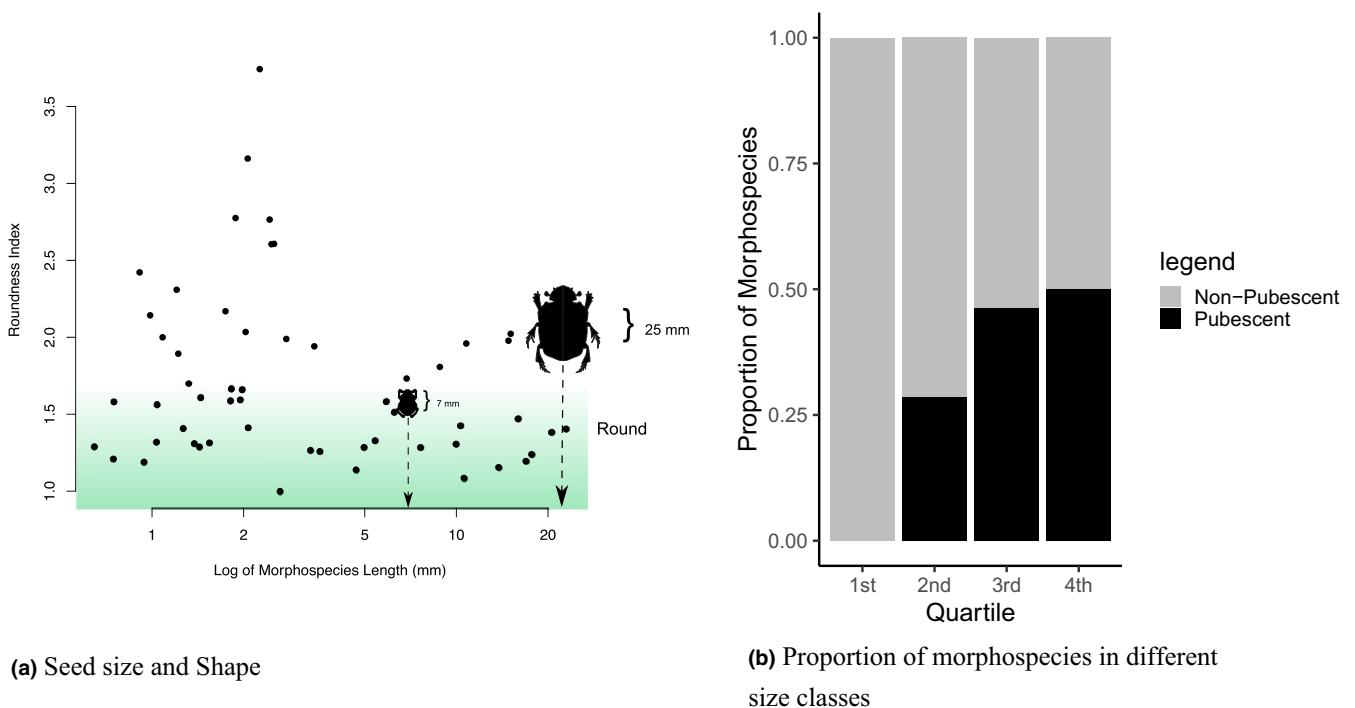 Roundness Index
3.5
3.0
2.5
2.0
1.5
1.0
1 2 5 10 20
Log of Morphospecies Length (mm)
} 25 mm
} 7 mm
Round
(a) Seed size and Shape
Proportion of Morphospecies
1.00
0.75
0.50
0.25
0.00
1st 2nd 3rd 4th
Quartile
legend
Non−Pubescent
Pubescent
(b) Proportion of morphospecies in different
size classes